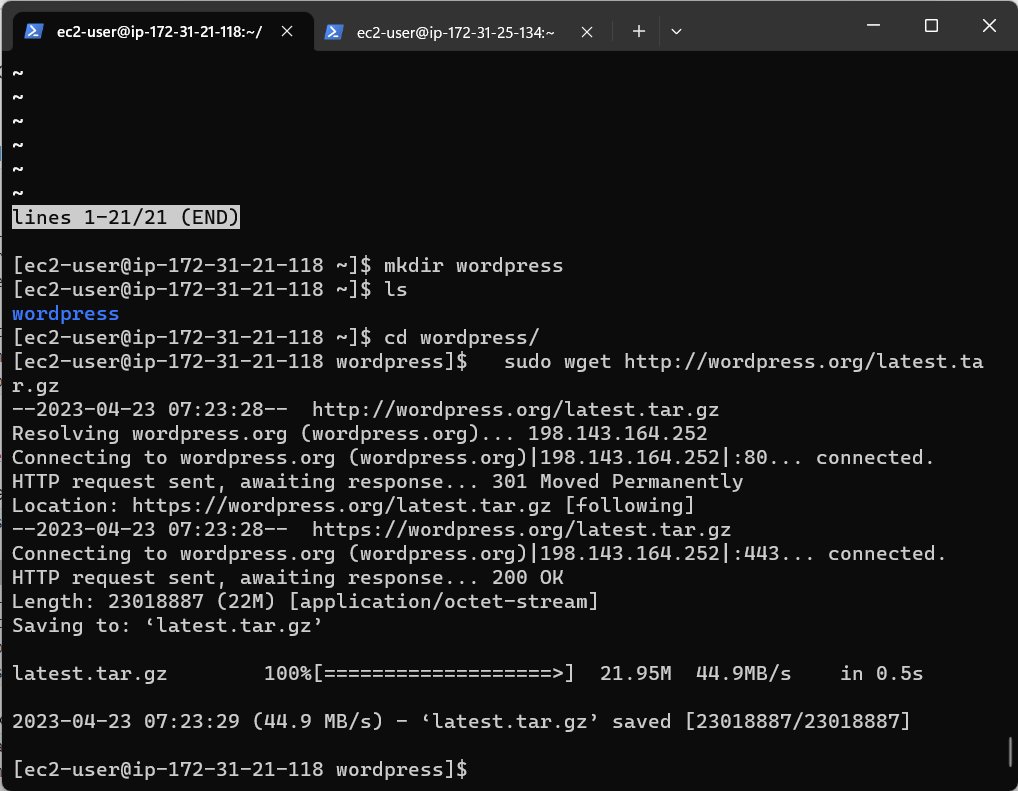 ec2-user@ip-172-31-21-118:~/
ec2-user@ip-172-31-25-134:~
~
~
~
~
~
~
lines 1-21/21 (END)
[ec2-user@ip-172-31-21-118 ~]$ mkdir wordpress
[ec2-user@ip-172-31-21-118 ~]$ ls
wordpress
[ec2-user@ip-172-31-21-118 ~]$ cd wordpress/
[ec2-user@ip-172-31-21-118 wordpress]$   sudo wget http://wordpress.org/latest.ta
r.gz
--2023-04-23 07:23:28--  http://wordpress.org/latest.tar.gz
Resolving wordpress.org (wordpress.org)... 198.143.164.252
Connecting to wordpress.org (wordpress.org)|198.143.164.252|:80... connected.
HTTP request sent, awaiting response... 301 Moved Permanently
Location: https://wordpress.org/latest.tar.gz [following]
--2023-04-23 07:23:28--  https://wordpress.org/latest.tar.gz
Connecting to wordpress.org (wordpress.org)|198.143.164.252|:443... connected.
HTTP request sent, awaiting response... 200 OK
Length: 23018887 (22M) [application/octet-stream]
Saving to: ‘latest.tar.gz’
latest.tar.gz        100%[===================>]  21.95M  44.9MB/s    in 0.5s
2023-04-23 07:23:29 (44.9 MB/s) - ‘latest.tar.gz’ saved [23018887/23018887]
[ec2-user@ip-172-31-21-118 wordpress]$